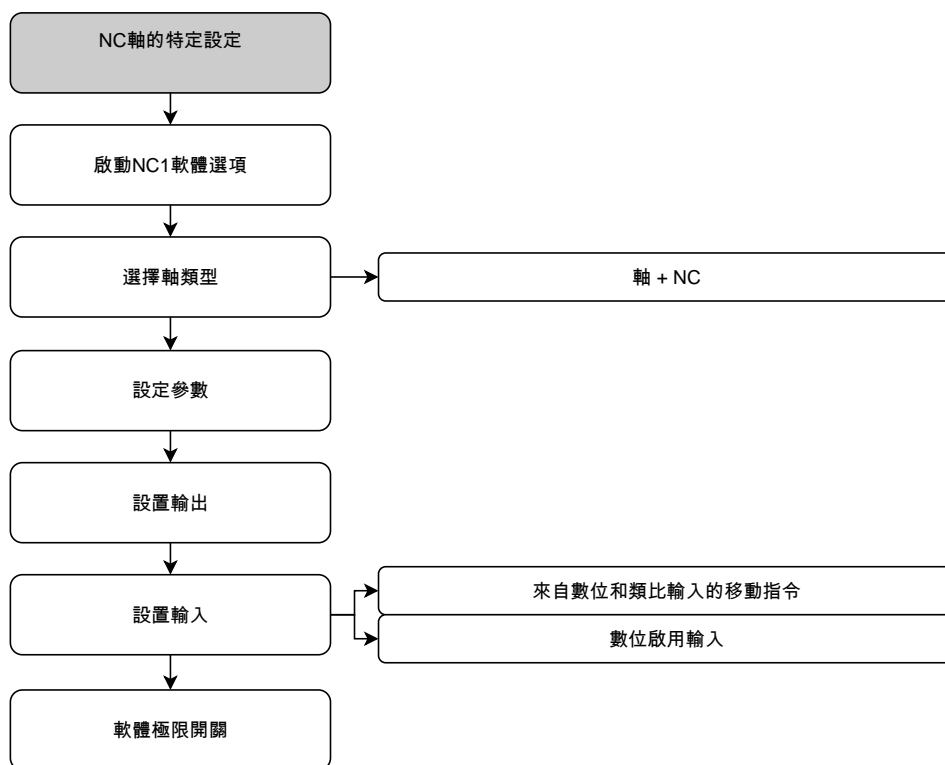 NC軸的特定設定
啟動NC1軟體選項
選擇軸類型
軸 + NC
設定參數
設置輸出
設置輸入
來自數位和類比輸入的移動指令
數位啟用輸入
軟體極限開關